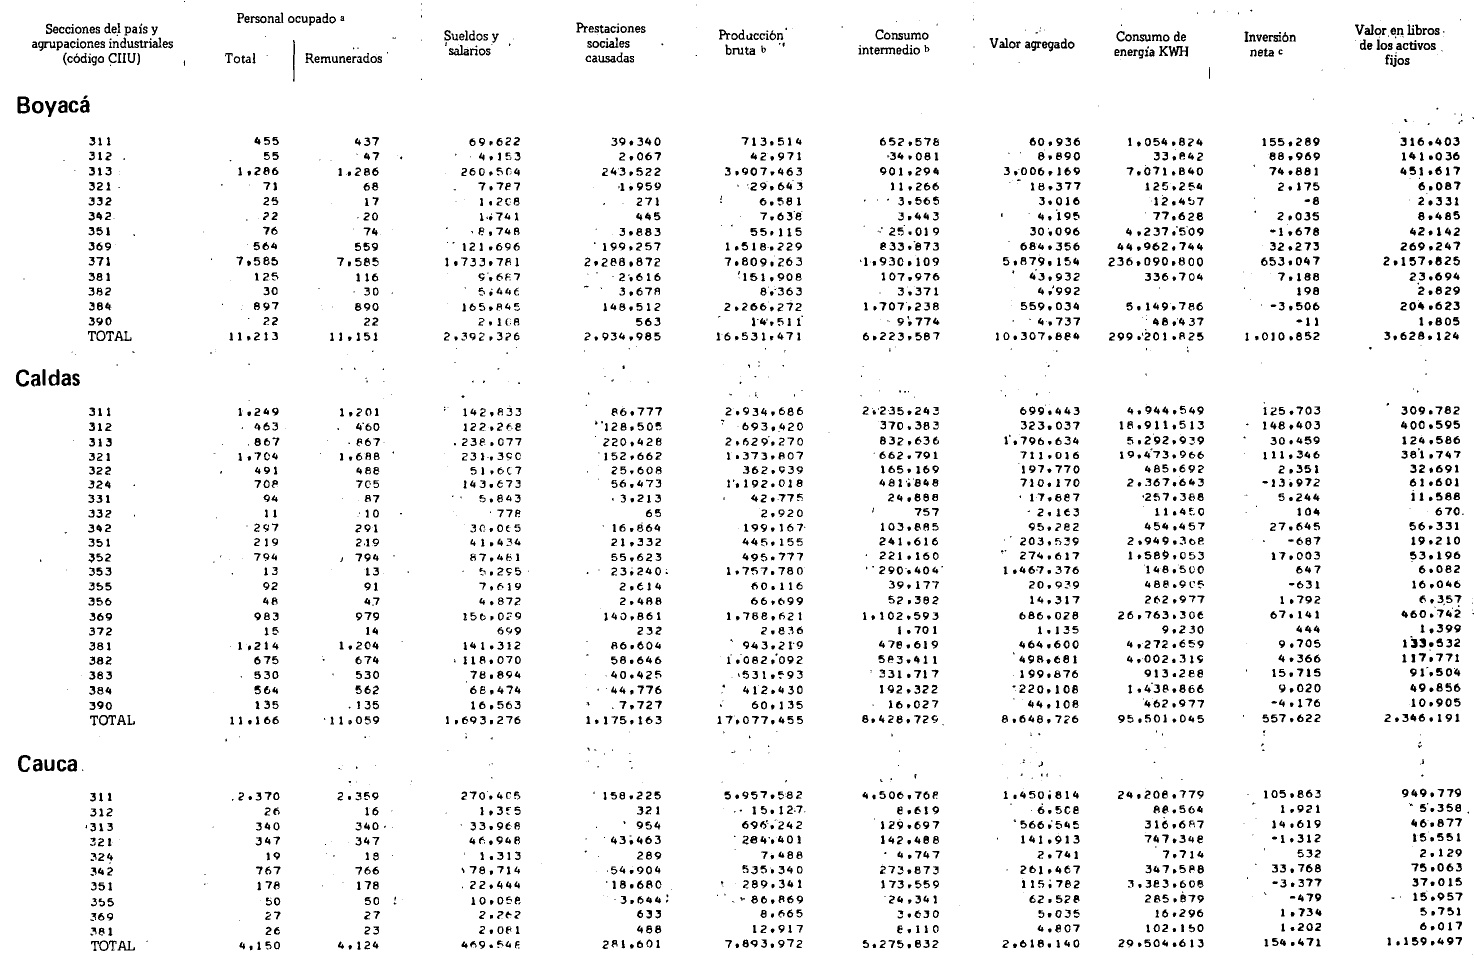 Secciones del país y agrupaciones industriales (código CIIU) Personal ocupado a Total Remunerados Sueldos y salarios Prestaciones sociales causadas Producción bruta b Consumo intermedio b Valor agregado Consumo de energía KWH Inversión neta c Valor en libros de los activos fijos
Boyacá
311 455 437 69,622 39,340 713,514 652,578 60,936 1,054,824 155,289 316,403
312 55 47 4,153 2,067 42,971 34,081 8,890 33,842 88,969 141,036
313 1,286 1,286 260,504 243,522 3,907,463 901,294 3,006,169 7,071,840 74,881 451,617
321 71 68 7,787 1,959 29,643 11,266 18,377 125,254 2,175 6,087
332 25 17 1,208 271 6,581 3,565 3,016 12,457 -8 2,331
342 22 20 1,741 445 7,638 3,443 4,195 77,628 2,035 8,485
351 76 74 8,748 3,883 55,115 25,019 30,096 4,237,509 -1,678 42,142
369 564 559 121,696 199,257 1,518,229 833,873 684,356 44,962,744 32,273 269,247
371 7,585 7,585 1,733,781 2,288,872 7,809,263 1,930,109 5,879,154 236,090,800 653,047 2,157,825
381 125 116 9,687 2,616 151,908 107,976 43,932 336,704 7,188 23,694
382 30 30 5,446 3,678 8,363 3,371 4,992 198 2,829
384 897 890 165,845 148,512 2,266,272 1,707,238 559,034 5,149,786 -3,506 204,623
390 22 22 2,108 563 14,511 9,774 4,737 48,437 -11 1,805
TOTAL 11,213 11,151 2,392,326 2,934,985 16,531,471 6,223,587 10,307,884 299,201,825 1,010,852 3,628,124
Caldas
311 1,249 1,201 142,833 86,777 2,934,686 2,235,243 699,443 4,944,549 125,703 309,782
312 463 460 122,268 128,505 693,420 370,383 323,037 18,911,513 148,403 400,595
313 867 867 238,077 220,428 2,629,270 832,636 1,796,634 5,292,939 30,459 124,586
321 1,704 1,688 231,390 152,662 1,373,807 662,791 711,016 19,473,966 111,346 381,747
322 491 488 51,607 25,608 362,939 165,169 197,770 485,692 2,351 32,691
324 708 705 143,673 56,473 1,192,018 481,848 710,170 2,367,643 -13,972 61,601
331 94 87 5,843 3,213 42,775 24,888 17,887 257,388 5,244 11,588
332 11 10 778 65 2,920 757 2,163 11,450 104 670
342 297 291 30,065 16,864 199,167 103,885 95,282 454,457 27,645 56,331
351 219 219 41,434 21,332 445,155 241,616 203,539 2,949,368 -687 19,210
352 794 794 87,481 55,623 495,777 221,160 274,617 1,589,053 17,003 53,196
353 13 13 5,295 23,240 1,757,780 290,404 1,467,376 148,500 647 6,082
355 92 91 7,619 2,614 60,116 39,177 20,939 488,905 -631 16,046
356 48 47 4,872 2,488 66,699 52,382 14,317 262,977 1,792 6,357
369 983 979 156,029 140,861 1,788,621 1,102,593 686,028 26,763,306 67,141 460,742
372 15 14 699 232 2,836 1,701 1,135 9,230 444 1,399
381 1,214 1,204 141,312 86,604 943,219 478,619 464,600 4,272,659 9,705 133,532
382 675 674 118,070 58,646 1,082,092 583,411 498,681 4,002,319 4,366 117,771
383 530 530 78,894 40,425 531,593 331,717 199,876 913,288 15,715 91,504
384 564 562 68,474 44,776 412,430 192,322 220,108 1,438,866 9,020 49,856
390 135 135 16,563 7,727 60,135 16,027 44,108 462,977 -4,176 10,905
TOTAL 11,166 11,059 1,693,276 1,175,163 17,077,455 8,428,729 8,648,726 95,501,045 557,622 2,346,191
Cauca
311 2,370 2,359 270,405 158,225 5,957,582 4,506,768 1,450,814 24,208,779 105,863 949,779
312 26 16 1,355 321 15,127 8,619 6,508 88,564 1,921 5,358
313 340 340 33,968 954 696,242 129,697 566,545 316,687 14,619 46,877
321 347 347 46,948 43,463 284,401 142,488 141,913 747,348 -1,312 15,551
324 19 18 1,313 289 7,488 4,747 2,741 7,714 532 2,129
342 767 766 78,714 54,904 535,340 273,873 261,467 347,588 33,768 75,063
351 178 178 22,444 18,680 289,341 173,559 115,782 3,383,608 -3,377 37,015
355 50 50 10,058 3,644 86,869 24,341 62,528 285,879 -479 15,957
369 27 27 2,262 633 8,665 3,630 5,035 16,296 1,734 5,751
381 26 23 2,081 488 12,917 8,110 4,807 102,150 1,202 6,017
TOTAL 4,150 4,124 469,548 281,601 7,893,972 5,275,832 2,618,140 29,504,613 154,471 1,159,497